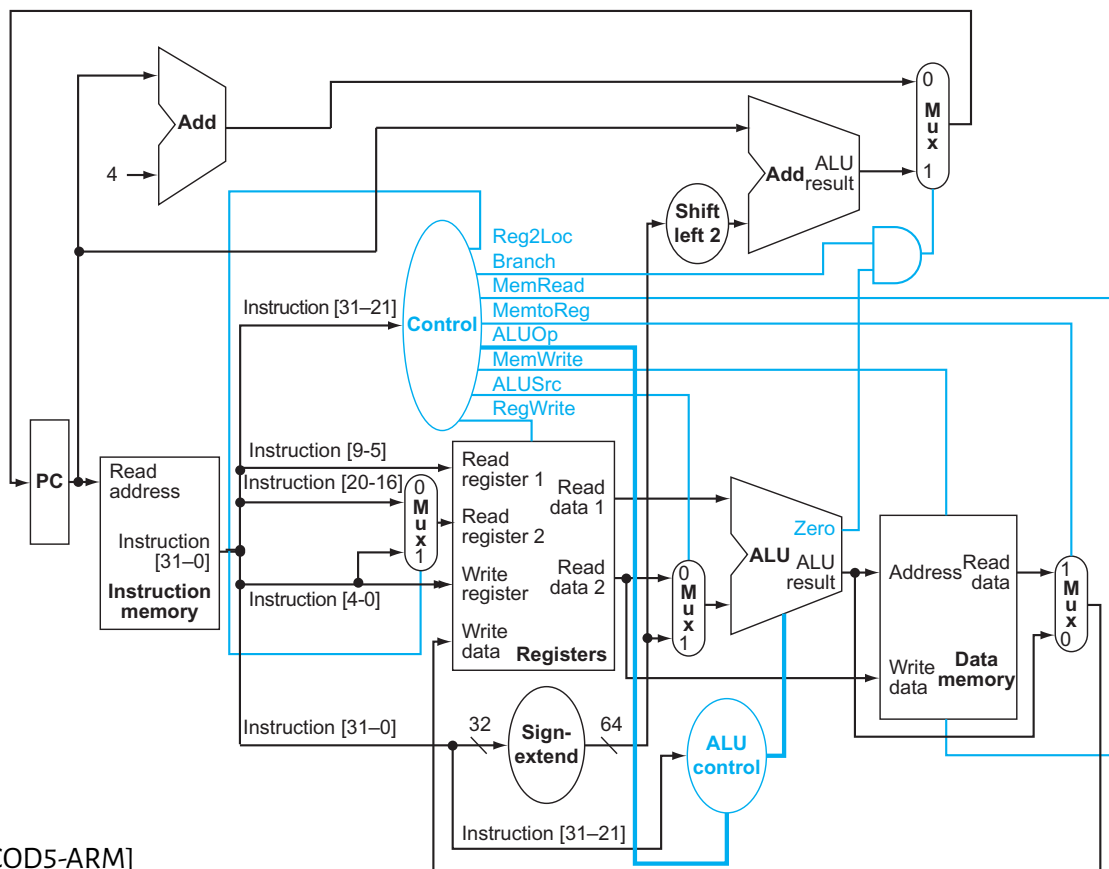 0
M
u
x
1
Add
4
Add
ALU
result
Shift
left 2
Reg2Loc
Branch
MemRead
MemtoReg
ALUOp
MemWrite
ALUSrc
RegWrite
Instruction [31–21]
Control
PC
Read
address
Instruction
[31–0]
Instruction
memory
Instruction [9-5]
Instruction [20-16]
Instruction [4-0]
0
M
u
x
1
Read
register 1
Read
register 2
Write
register
Write
data
Read
data 1
Read
data 2
Registers
0
M
u
x
1
Zero
ALU
ALU
result
Address
Read
data
Write
data
Data
memory
1
M
u
x
0
Instruction [31–0]
32
Sign-
extend
64
ALU
control
Instruction [31–21]
COD5-ARM]